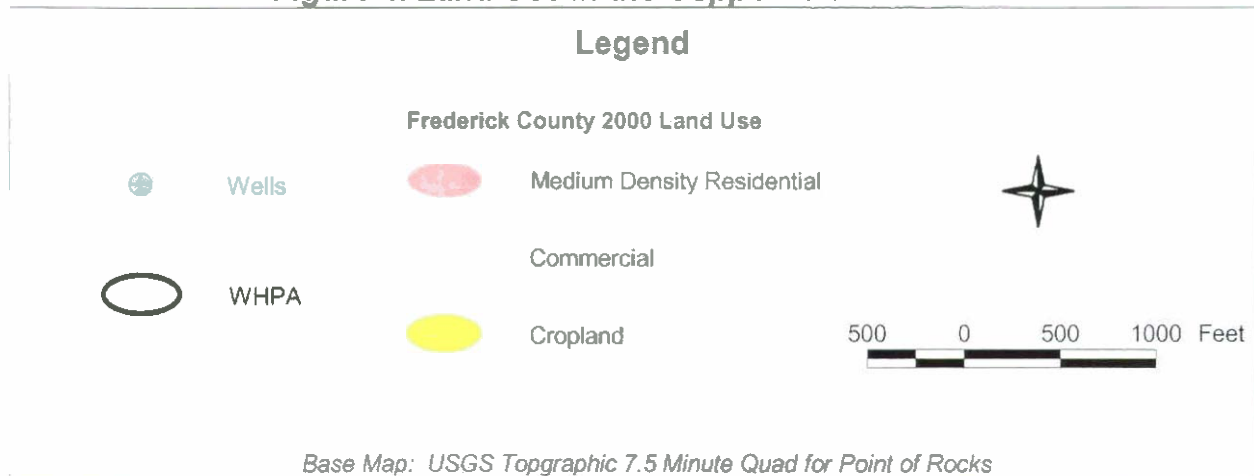 Legend
Frederick County 2000 Land Use
Wells
Medium Density Residential
Commercial
WHPA
Cropland
500 0 500 1000 Feet
Base Map: USGS Topgraphic 7.5 Minute Quad for Point of Rocks